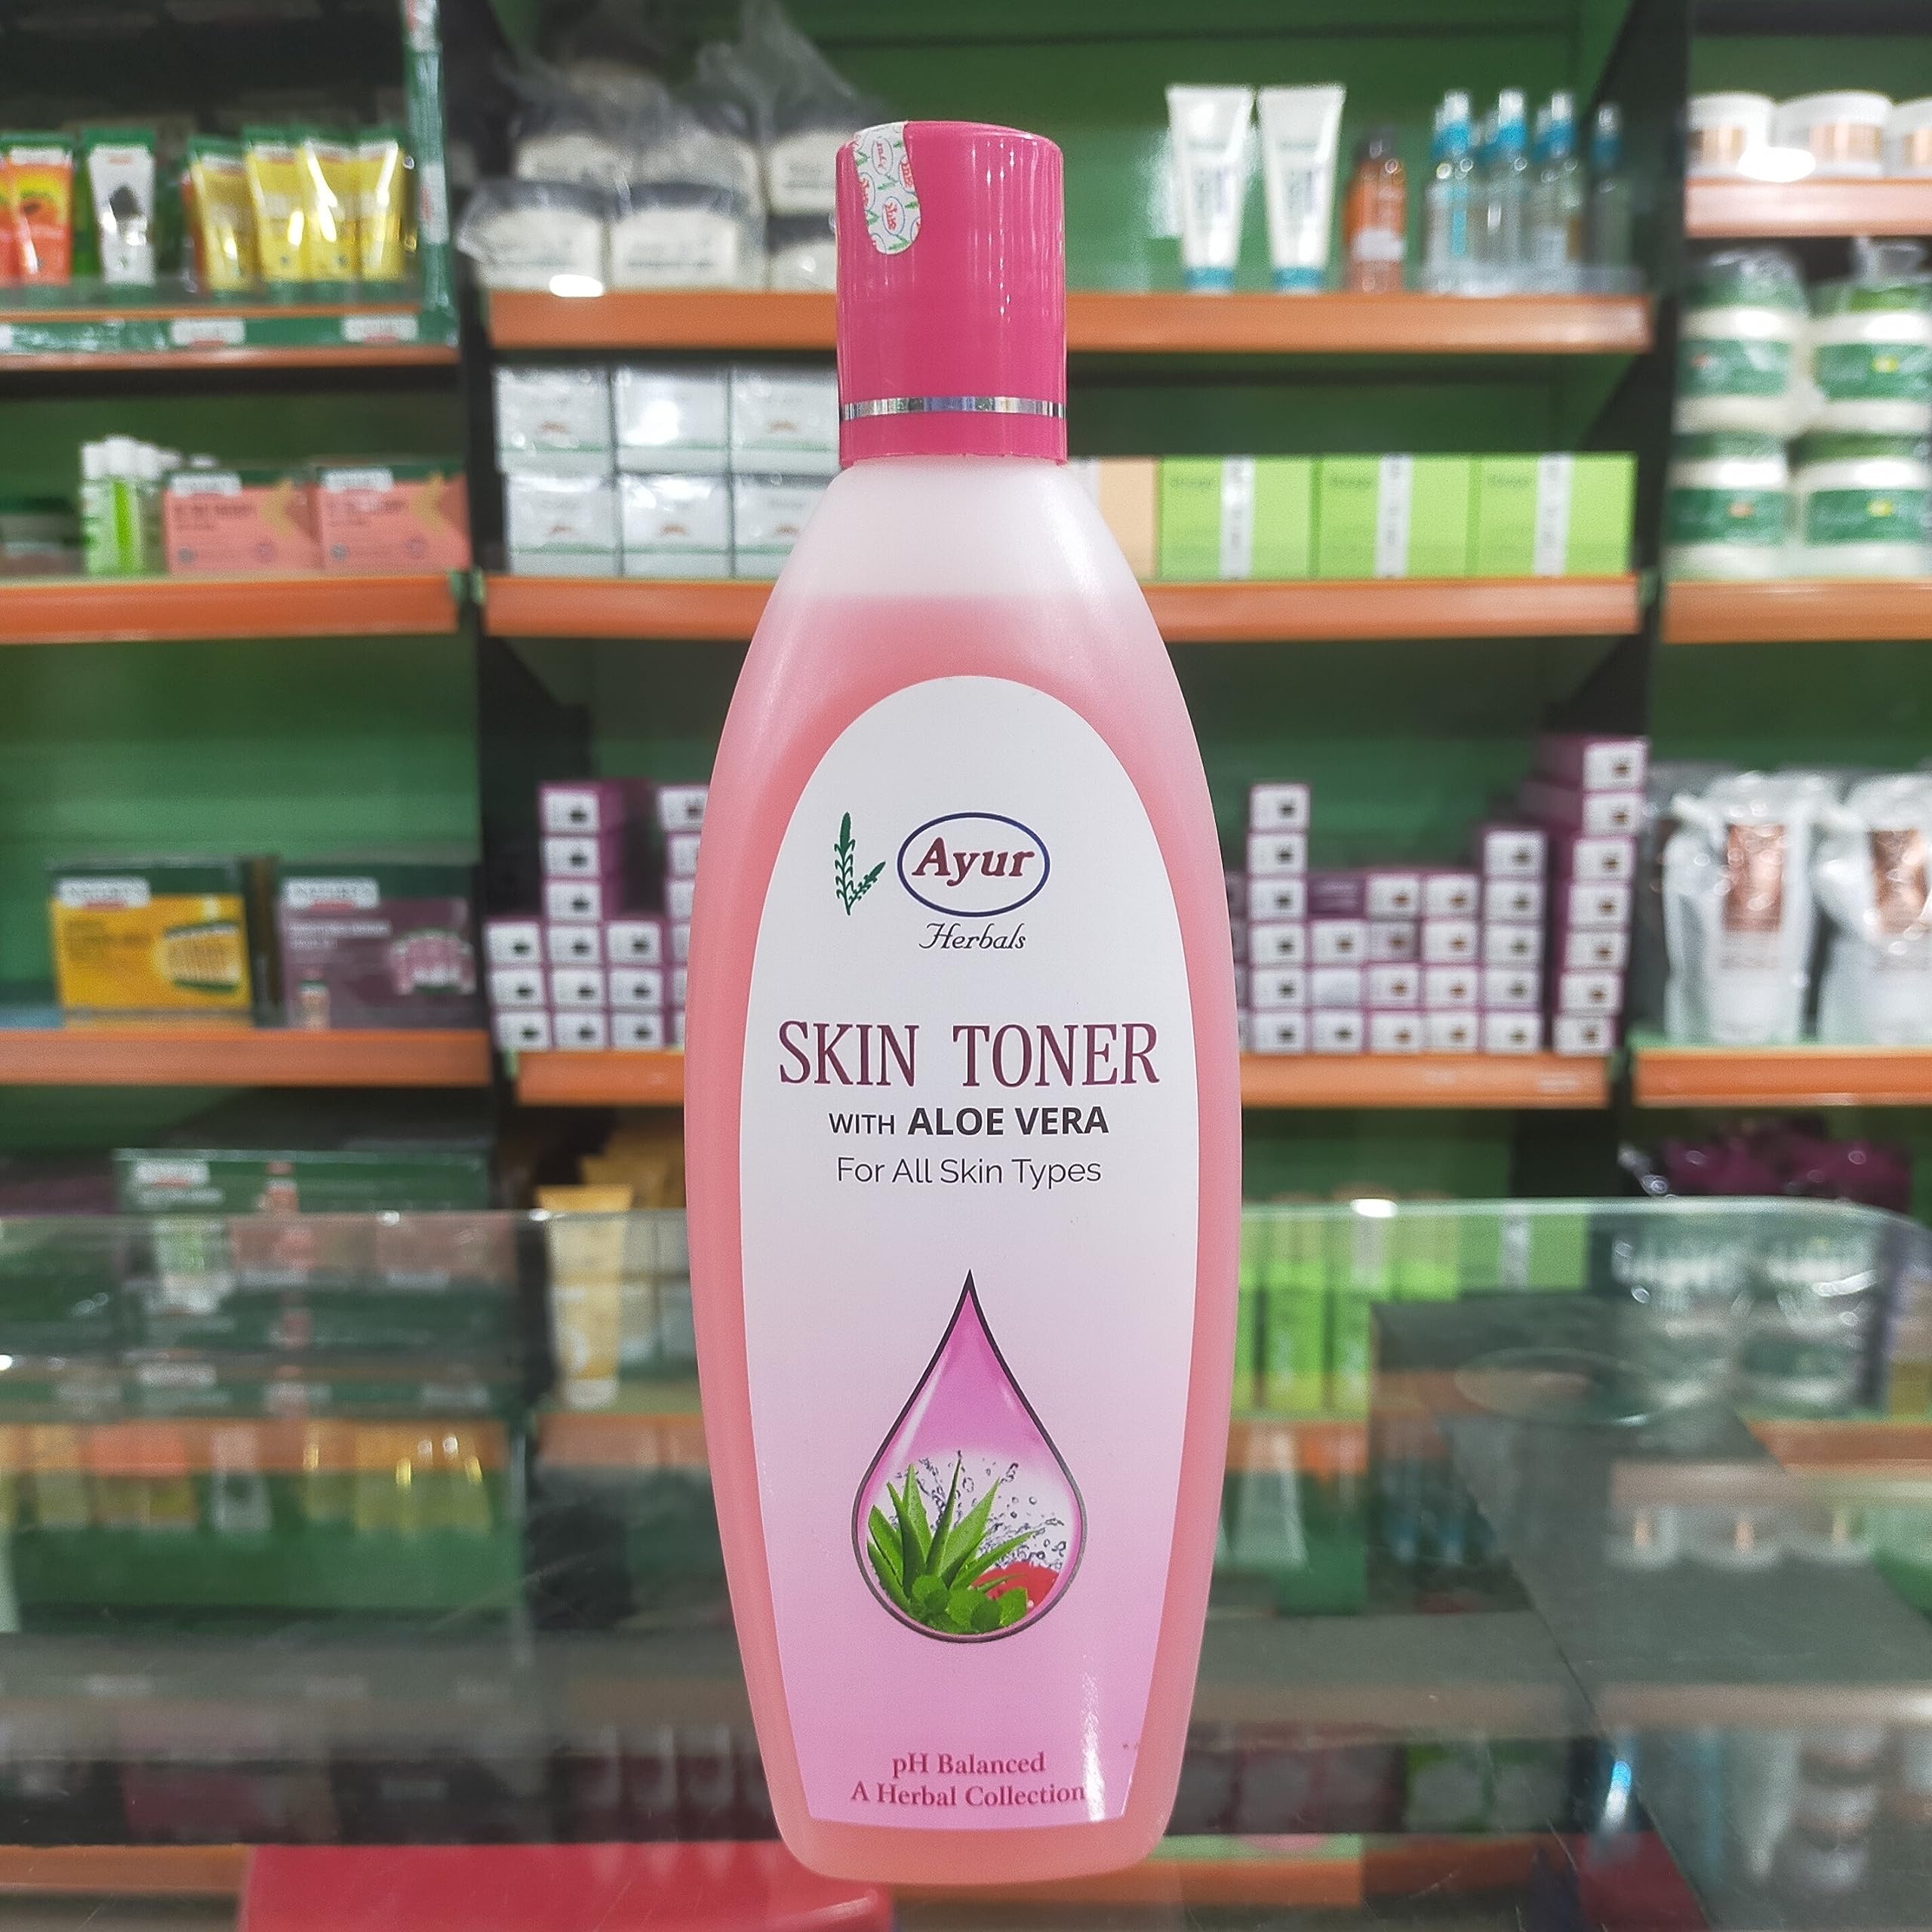 Ayur
Herbals
SKIN TONER
WITH ALOE VERA
For All Skin Types
pH Balanced
A Herbal Collection